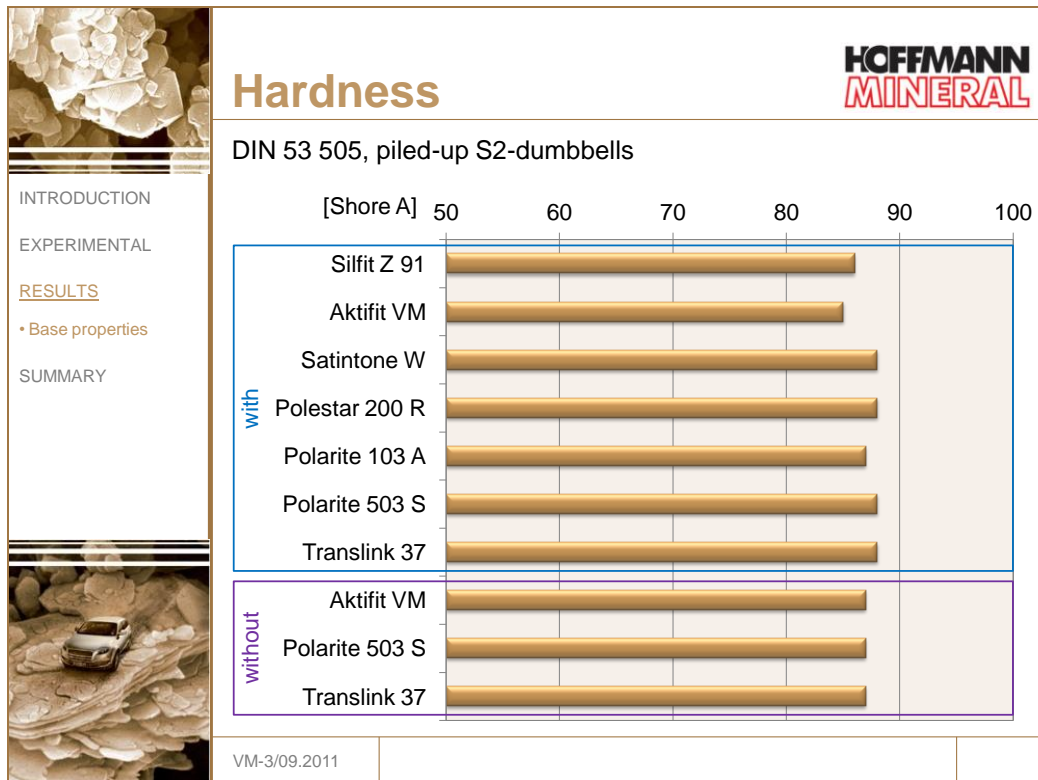 HOFFMANN
MINERAL
Hardness
DIN 53 505, piled-up S2-dumbbells
INTRODUCTION
EXPERIMENTAL
RESULTS
• Base properties
SUMMARY
[Shore A] 50 60 70 80 90 100
with
Silfit Z 91
Aktifit VM
Satintone W
Polestar 200 R
Polarite 103 A
Polarite 503 S
Translink 37
without
Aktifit VM
Polarite 503 S
Translink 37
VM-3/09.2011